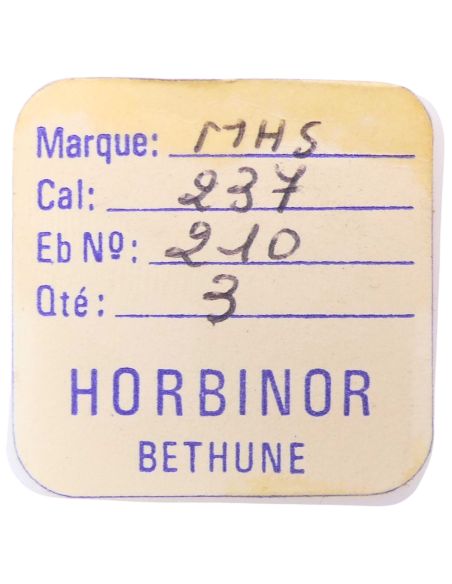 Marque: MHS
Cal: 237
Eb Nº: 210
Qté: 3
HORBINOR
BETHUNE